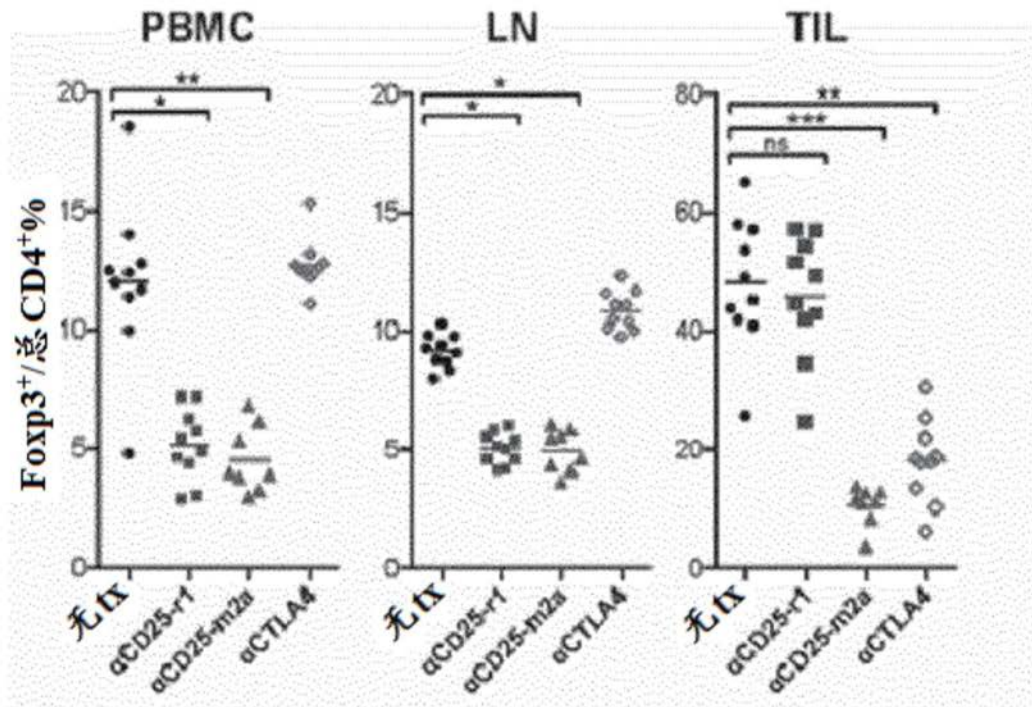 PBMC
LN
TIL
Foxp3⁺/总 CD4⁺%
20
15
10
5
0
**
*
无 tx
αCD25-r1
αCD25-m2a
αCTLA4
20
15
10
5
0
*
*
无 tx
αCD25-r1
αCD25-m2a
αCTLA4
80
60
40
20
0
**
***
ns
无 tx
αCD25-r1
αCD25-m2a
αCTLA4